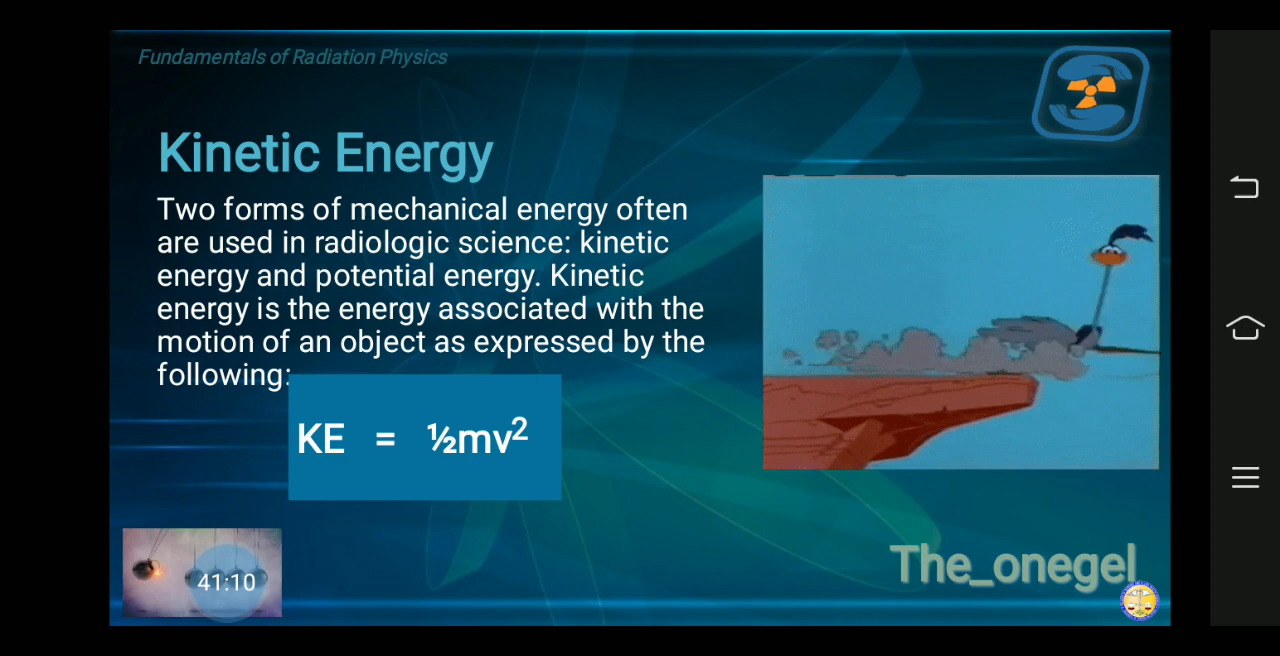 Fundamentals of Radiation Physics
Kinetic Energy
Two forms of mechanical energy often
are used in radiologic science: kinetic
energy and potential energy. Kinetic
energy is the energy associated with the
motion of an object as expressed by the
following:
KE = ½mv²
41:10
The_onegel